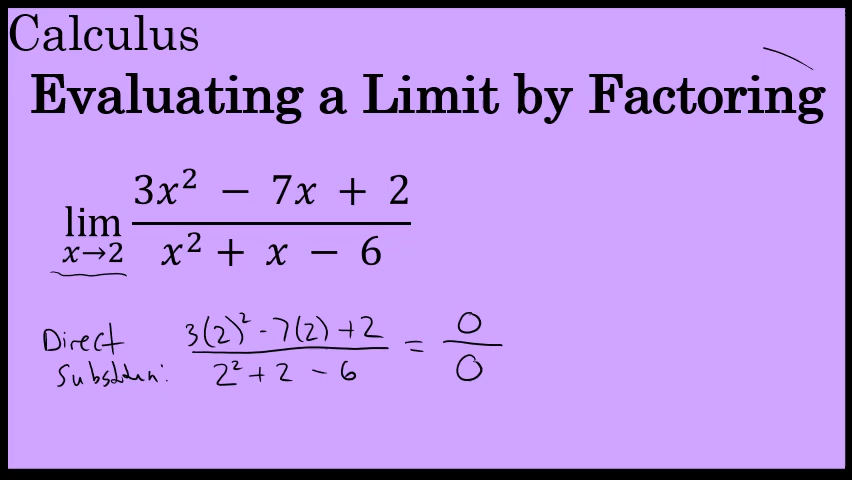 Calculus
Evaluating a Limit by Factoring
3x² − 7x + 2
lim
x→2
x² + x − 6
Direct 3(2)² - 7(2) + 2 = 0
2² + 2 - 6 0